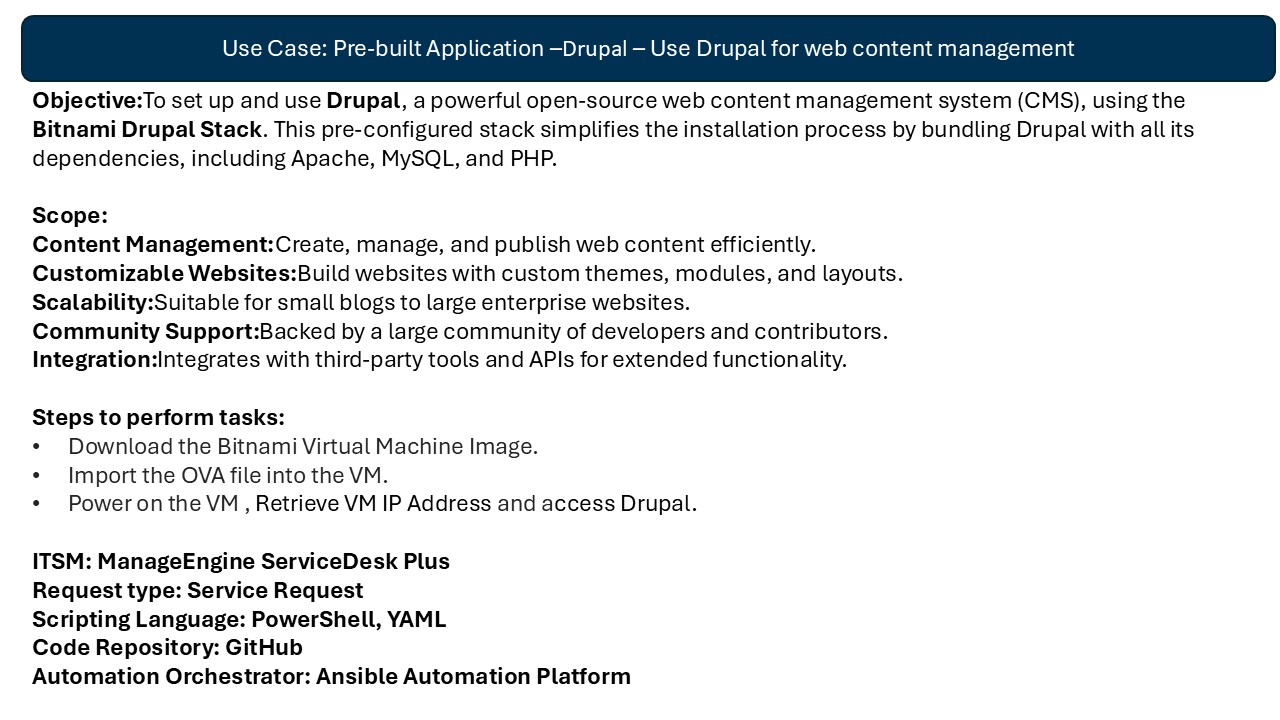 Use Case: Pre-built Application –Drupal – Use Drupal for web content management
Objective:To set up and use Drupal, a powerful open-source web content management system (CMS), using the
Bitnami Drupal Stack. This pre-configured stack simplifies the installation process by bundling Drupal with all its
dependencies, including Apache, MySQL, and PHP.
Scope:
Content Management:Create, manage, and publish web content efficiently.
Customizable Websites:Build websites with custom themes, modules, and layouts.
Scalability:Suitable for small blogs to large enterprise websites.
Community Support:Backed by a large community of developers and contributors.
Integration:Integrates with third-party tools and APIs for extended functionality.
Steps to perform tasks:
• Download the Bitnami Virtual Machine Image.
• Import the OVA file into the VM.
• Power on the VM , Retrieve VM IP Address and access Drupal.
ITSM: ManageEngine ServiceDesk Plus
Request type: Service Request
Scripting Language: PowerShell, YAML
Code Repository: GitHub
Automation Orchestrator: Ansible Automation Platform